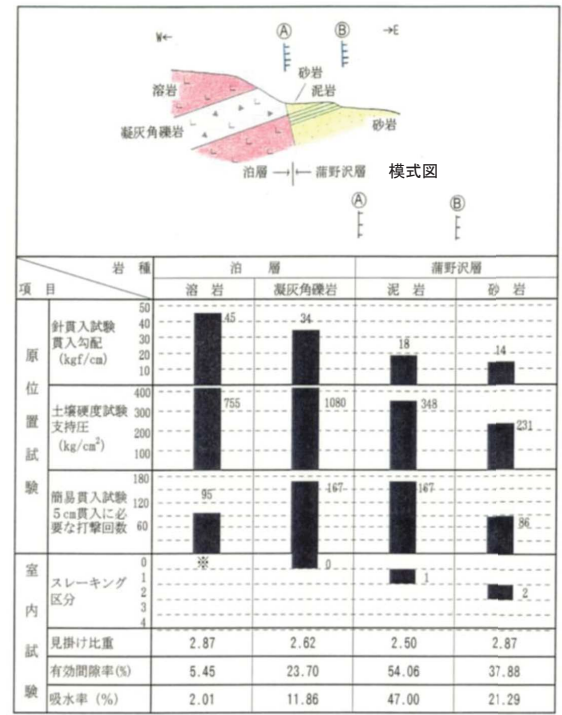 Ⓐ Ⓑ
W← →E
砂岩
溶岩 泥岩
凝灰角礫岩 砂岩
泊層 →|← 蒲野沢層 模式図
Ⓐ Ⓑ
岩 種 泊 層 蒲野沢層
項 目 溶 岩 凝灰角礫岩 泥 岩 砂 岩
原位置試験
針貫入試験
貫入勾配
(kgf/cm)
50
40
30
20
10
45 34 18 14
土壌硬度試験
支持圧
(kg/cm²)
400
300
200
100
755 1080 348 231
簡易貫入試験
5cm貫入に必
要な打撃回数
180
120
60
95 167 167 86
室内試験
スレーキング
区分
0
1
2
3
4
※ 0 1 2
見掛け比重 2.87 2.62 2.50 2.87
有効間隙率(%) 5.45 23.70 54.06 37.88
吸水率(%) 2.01 11.86 47.00 21.29